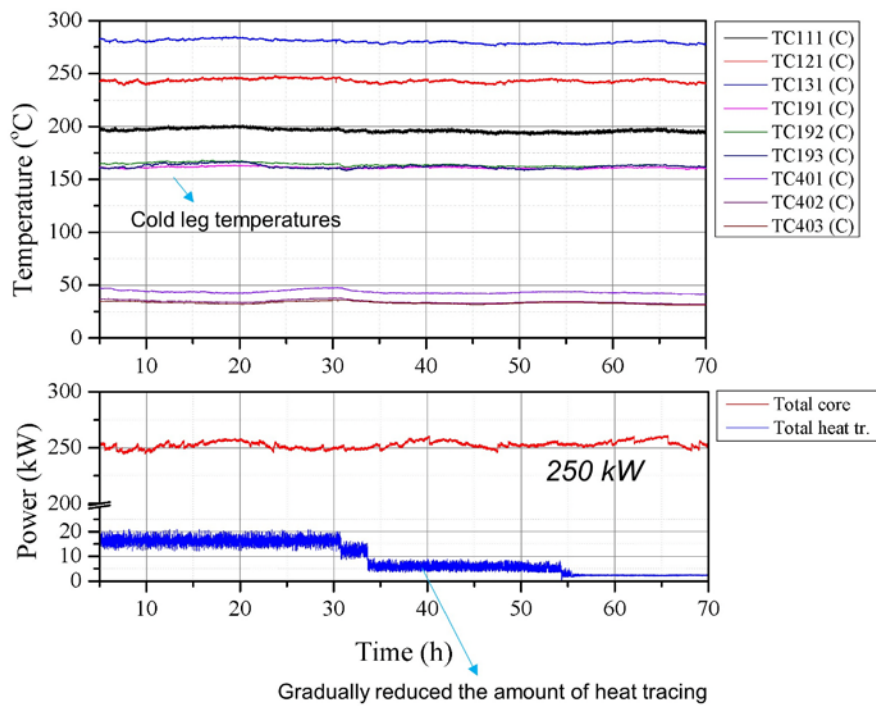 300
250
200
150
100
50
0
Temperature (°C)
Cold leg temperatures
10 20 30 40 50 60 70
TC111 (C)
TC121 (C)
TC131 (C)
TC191 (C)
TC192 (C)
TC193 (C)
TC401 (C)
TC402 (C)
TC403 (C)
300
250
200
20
10
0
Power (kW)
250 kW
10 20 30 40 50 60 70
Time (h)
Total core
Total heat tr.
Gradually reduced the amount of heat tracing